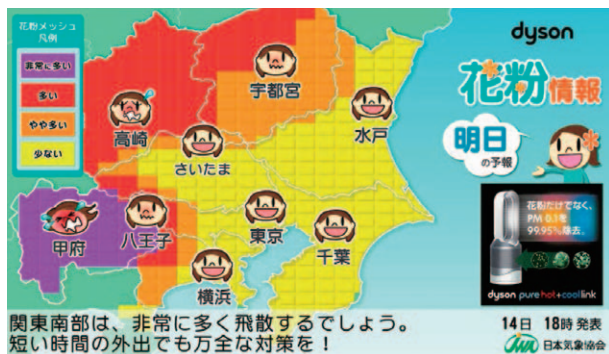 花粉メッシュ
凡例
非常に多い
多い
やや多い
少ない
宇都宮
高崎
水戸
さいたま
甲府
八王子
東京
千葉
横浜
dyson
花粉情報
明日
の予報
花粉だけでなく、
PM 0.1を
99.95%除去。
dyson pure hot+cool link
関東南部は、非常に多く飛散するでしょう。
短い時間の外出でも万全な対策を！
14日 18時 発表
JWA 日本気象協会